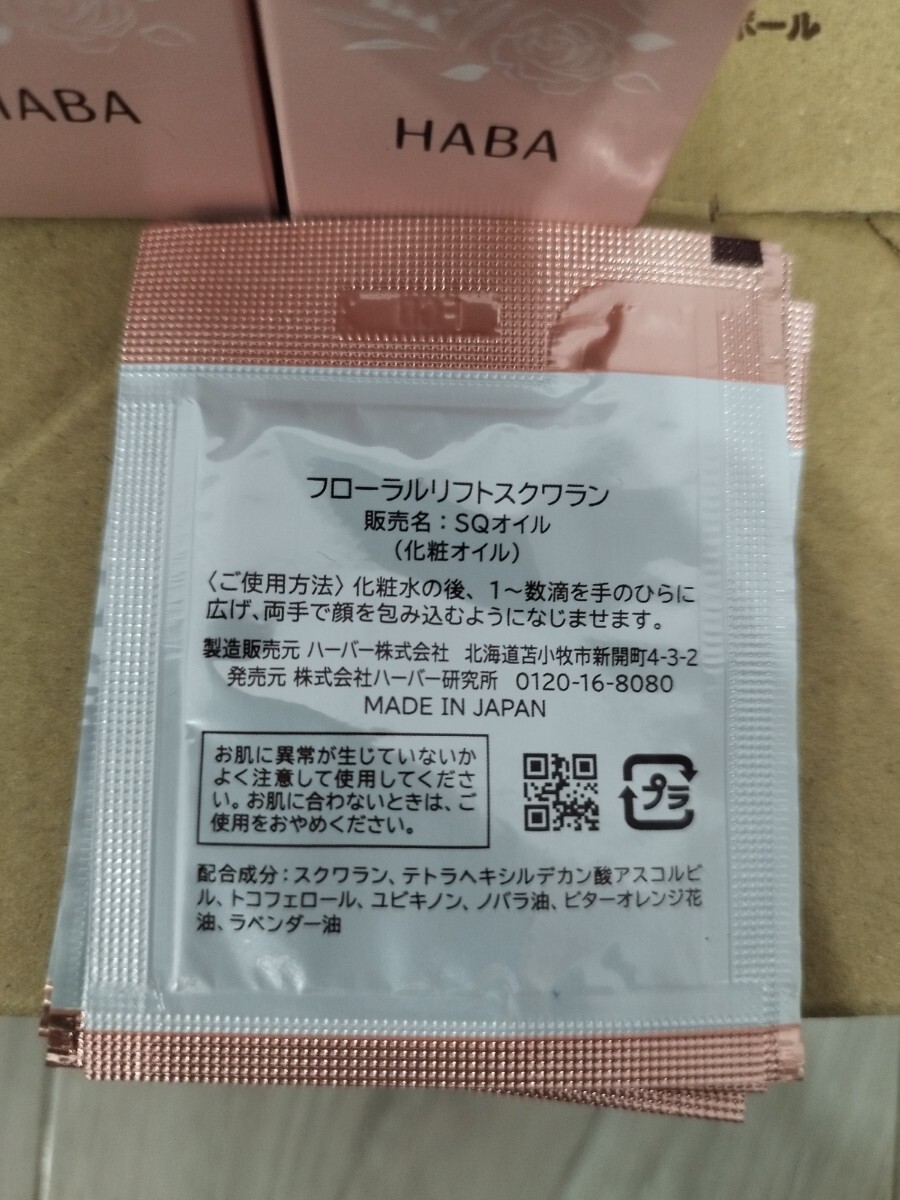 HABA
HABA
ボール
フローラルリフトスクワラン
販売名：SQオイル
（化粧オイル）
〈ご使用方法〉化粧水の後、1〜数滴を手のひらに
広げ、両手で顔を包み込むようになじませます。
製造販売元 ハーバー株式会社 北海道苫小牧市新開町4-3-2
発売元 株式会社ハーバー研究所 0120-16-8080
MADE IN JAPAN
お肌に異常が生じていないか
よく注意して使用してくださ
い。お肌に合わないときは、ご
使用をおやめください。
プラ
配合成分：スクワラン、テトラヘキシルデカン酸アスコルビ
ル、トコフェロール、ユビキノン、ノバラ油、ビターオレンジ花
油、ラベンダー油